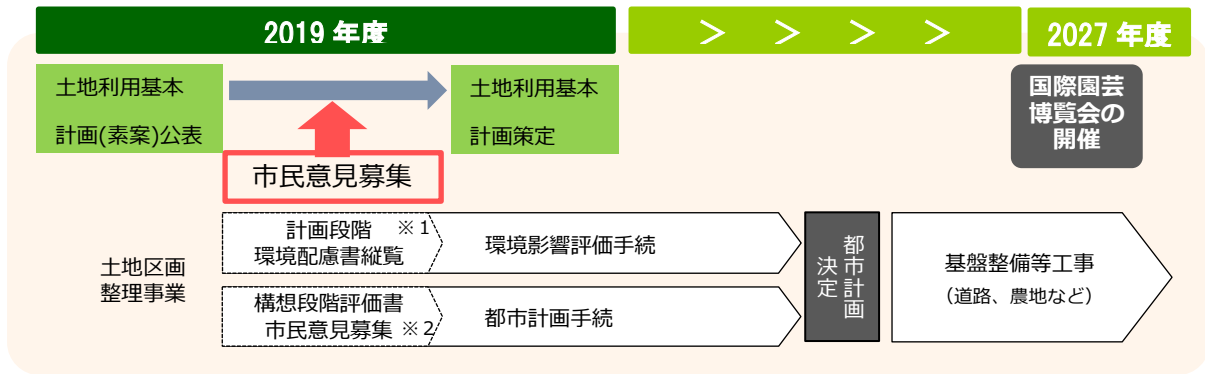 2019 年度
> > > >
2027 年度
土地利用基本
計画(素案)公表
土地利用基本
計画策定
国際園芸
博覧会の
開催
市民意見募集
土地区画
整理事業
計画段階 ※1
環境配慮書縦覧
環境影響評価手続
構想段階評価書
市民意見募集 ※2
都市計画手続
都市計画
決定
基盤整備等工事
(道路、農地など)